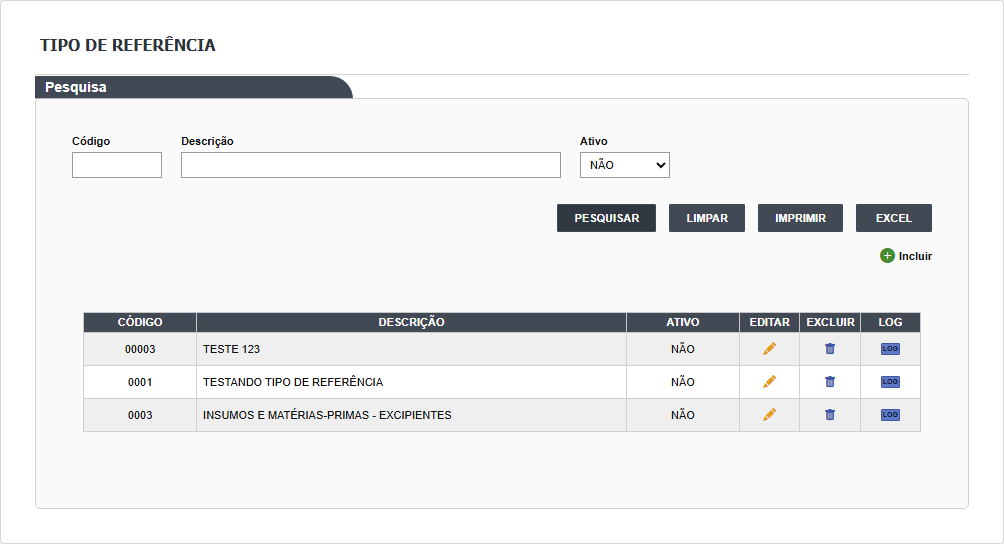 TIPO DE REFERÊNCIA
Pesquisa
Código Descrição Ativo
NÃO
PESQUISAR LIMPAR IMPRIMIR EXCEL
Incluir
CÓDIGO DESCRIÇÃO ATIVO EDITAR EXCLUIR LOG
00003 TESTE 123 NÃO LOG
0001 TESTANDO TIPO DE REFERÊNCIA NÃO LOG
0003 INSUMOS E MATÉRIAS-PRIMAS - EXCIPIENTES NÃO LOG